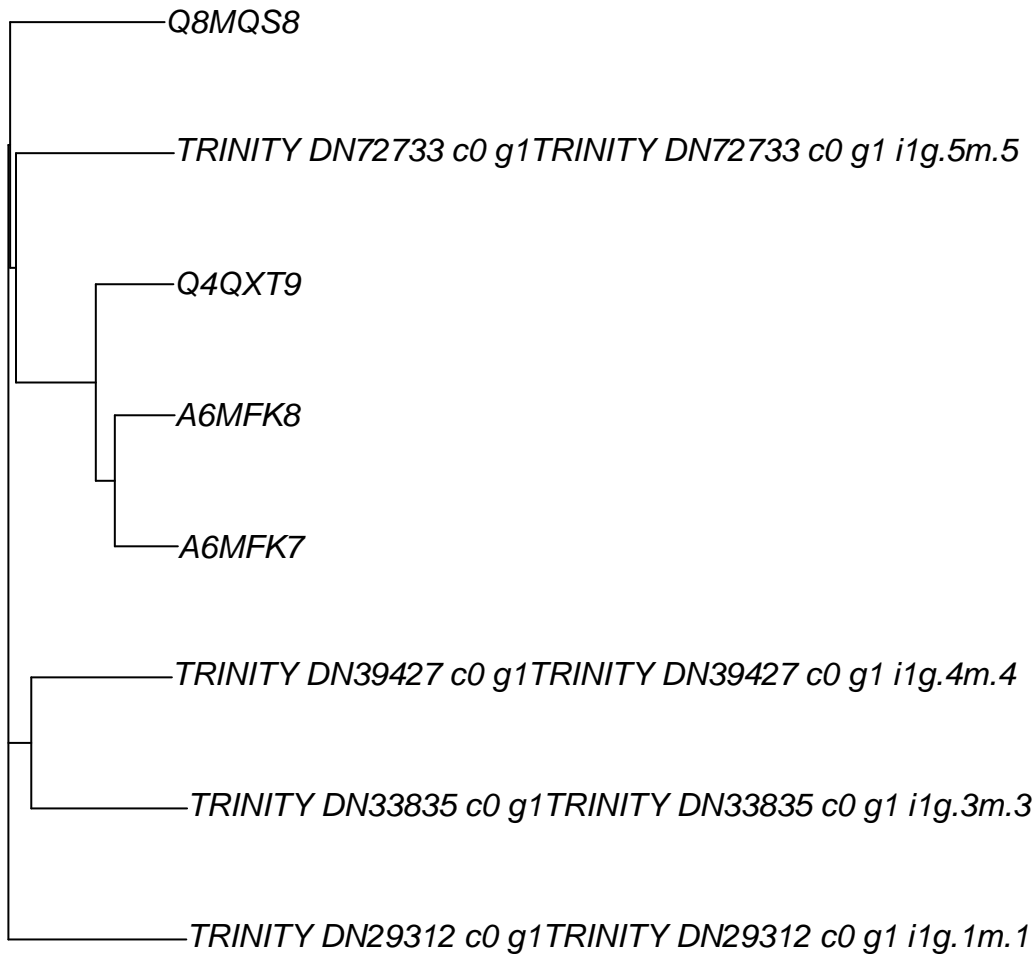 Q8MQS8
TRINITY DN72733 c0 g1TRINITY DN72733 c0 g1 i1g.5m.5
Q4QXT9
A6MFK8
A6MFK7
TRINITY DN39427 c0 g1TRINITY DN39427 c0 g1 i1g.4m.4
TRINITY DN33835 c0 g1TRINITY DN33835 c0 g1 i1g.3m.3
TRINITY DN29312 c0 g1TRINITY DN29312 c0 g1 i1g.1m.1